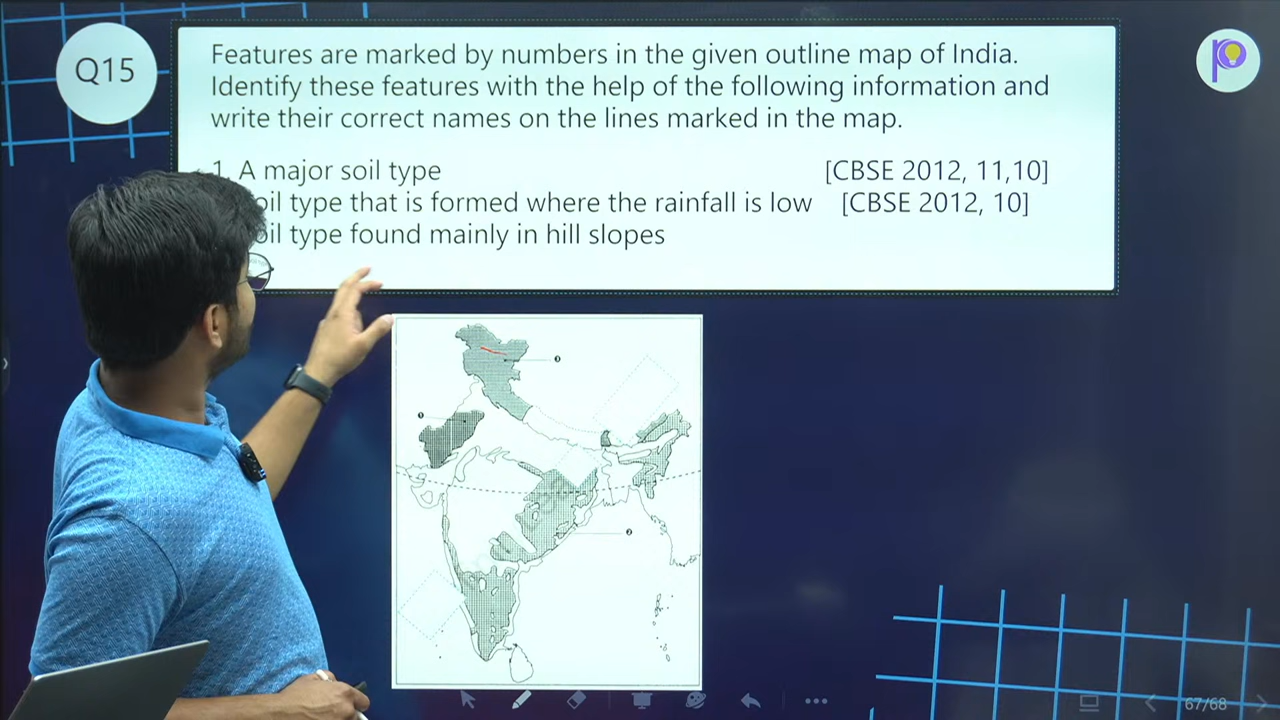 Q15
Features are marked by numbers in the given outline map of India.
Identify these features with the help of the following information and
write their correct names on the lines marked in the map.
1. A major soil type [CBSE 2012, 11,10]
oil type that is formed where the rainfall is low [CBSE 2012, 10]
oil type found mainly in hill slopes
3
1
2
67/68